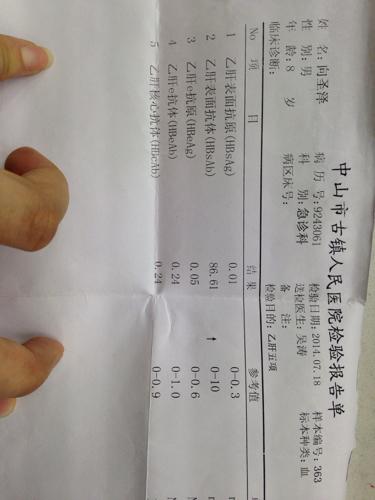 中山市古镇人民医院检验报告单
姓 名:向圣泽 病 历 号:9243061 检验日期:2014.07.18 样本编号:363
性 别:男 科 别:急诊科 送检医生:吴涛 标本种类:血
年 龄:8 岁 病区床号: 备 注:
临床诊断: 检验目的:乙肝五项
No 项 目 结 果 参考值
1 乙肝表面抗原(HBsAg) 0.01 0-0.3
2 乙肝表面抗体(HBsAb) 86.61 ↑ 0-10
3 乙肝e抗原(HBeAg) 0.05 0-0.6
4 乙肝e抗体(HBeAb) 0.24 0-1.0
5 乙肝核心抗体(HBcAb) 0.24 0-0.9